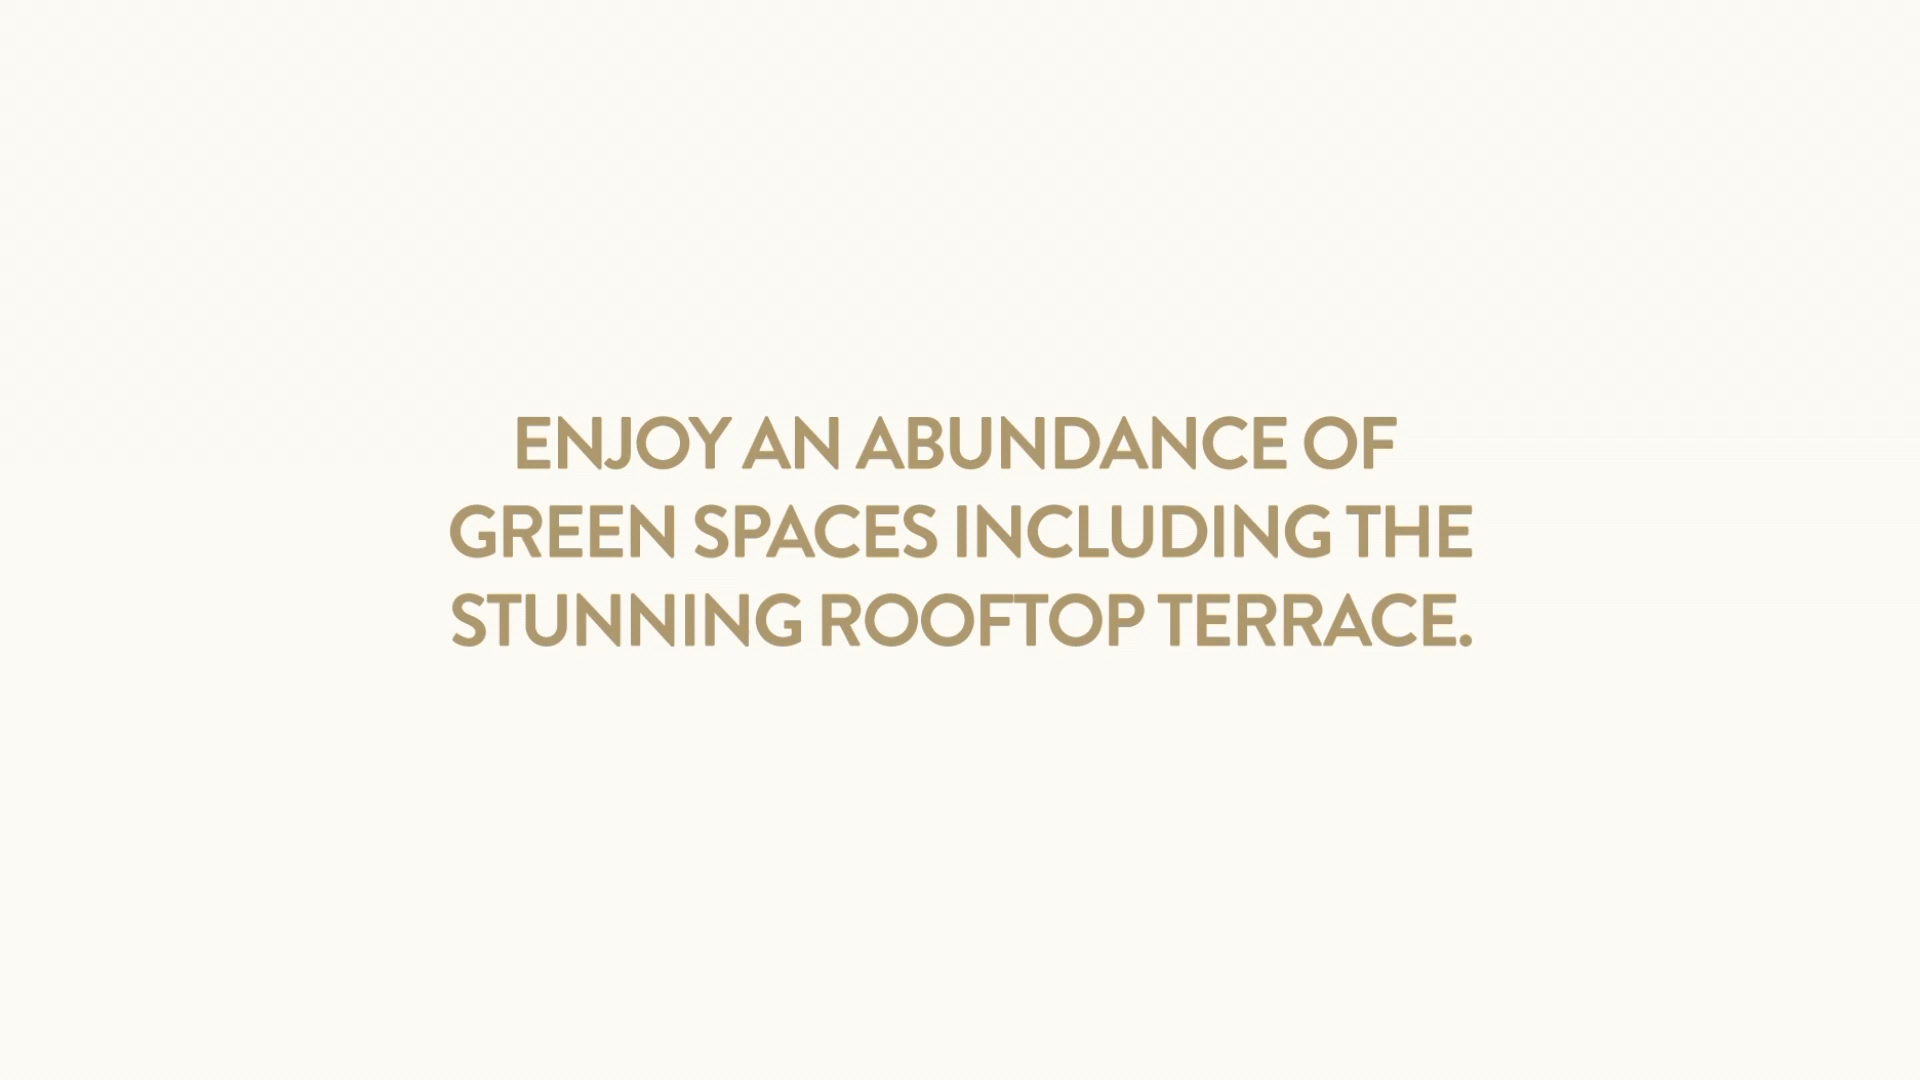 ENJOY AN ABUNDANCE OF
GREEN SPACES INCLUDING THE
STUNNING ROOFTOP TERRACE.